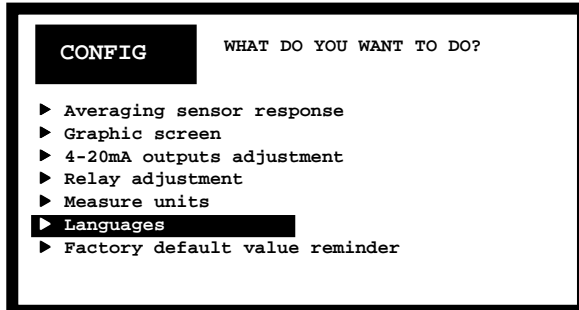 CONFIG
WHAT DO YOU WANT TO DO?
Averaging sensor response
Graphic screen
4-20mA outputs adjustment
Relay adjustment
Measure units
Languages
Factory default value reminder